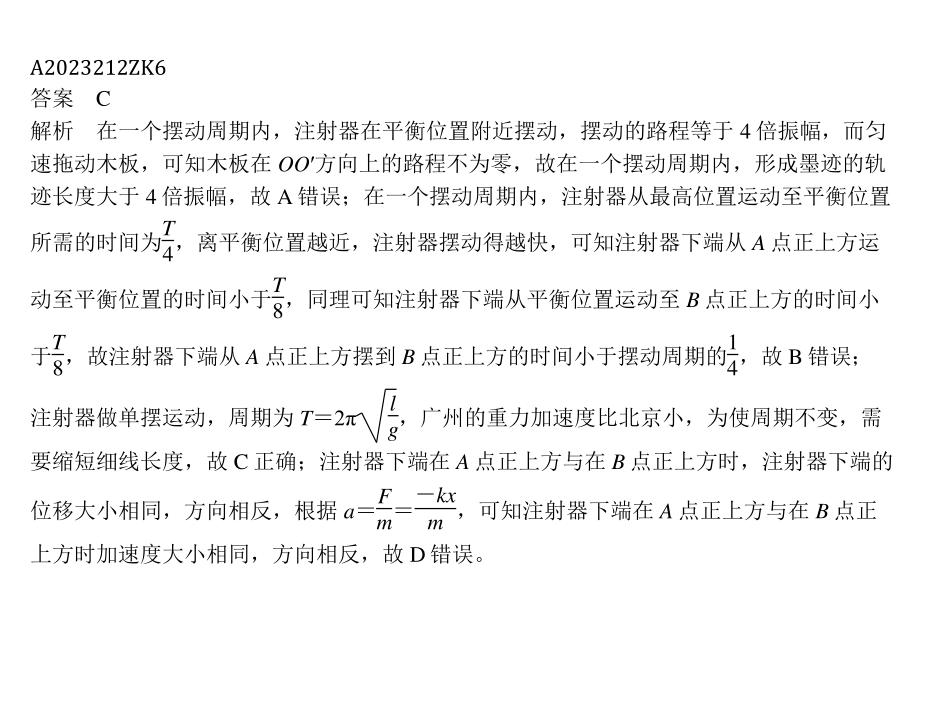 A2023212ZK6
答案　C
解析　在一个摆动周期内，注射器在平衡位置附近摆动，摆动的路程等于 4 倍振幅，而匀
速拖动木板，可知木板在 OO′方向上的路程不为零，故在一个摆动周期内，形成墨迹的轨
迹长度大于 4 倍振幅，故 A 错误；在一个摆动周期内，注射器从最高位置运动至平衡位置
所需的时间为T/4，离平衡位置越近，注射器摆动得越快，可知注射器下端从 A 点正上方运
动至平衡位置的时间小于T/8，同理可知注射器下端从平衡位置运动至 B 点正上方的时间小
于T/8，故注射器下端从 A 点正上方摆到 B 点正上方的时间小于摆动周期的1/4，故 B 错误；
注射器做单摆运动，周期为 T＝2π√(l/g)，广州的重力加速度比北京小，为使周期不变，需
要缩短细线长度，故 C 正确；注射器下端在 A 点正上方与在 B 点正上方时，注射器下端的
位移大小相同，方向相反，根据 a＝F/m＝－kx/m，可知注射器下端在 A 点正上方与在 B 点正
上方时加速度大小相同，方向相反，故 D 错误。